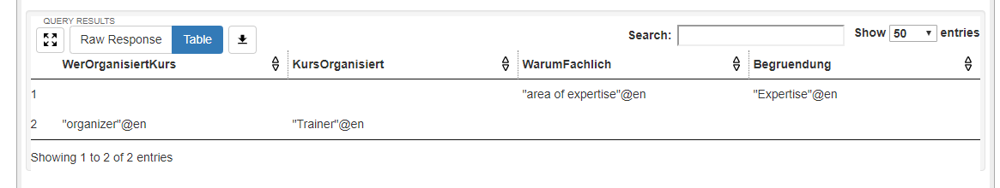 QUERY RESULTS
Raw Response Table Search: Show 50 entries
WerOrganisiertKurs KursOrganisiert WarumFachlich Begruendung
1 "area of expertise"@en "Expertise"@en
2 "organizer"@en "Trainer"@en
Showing 1 to 2 of 2 entries